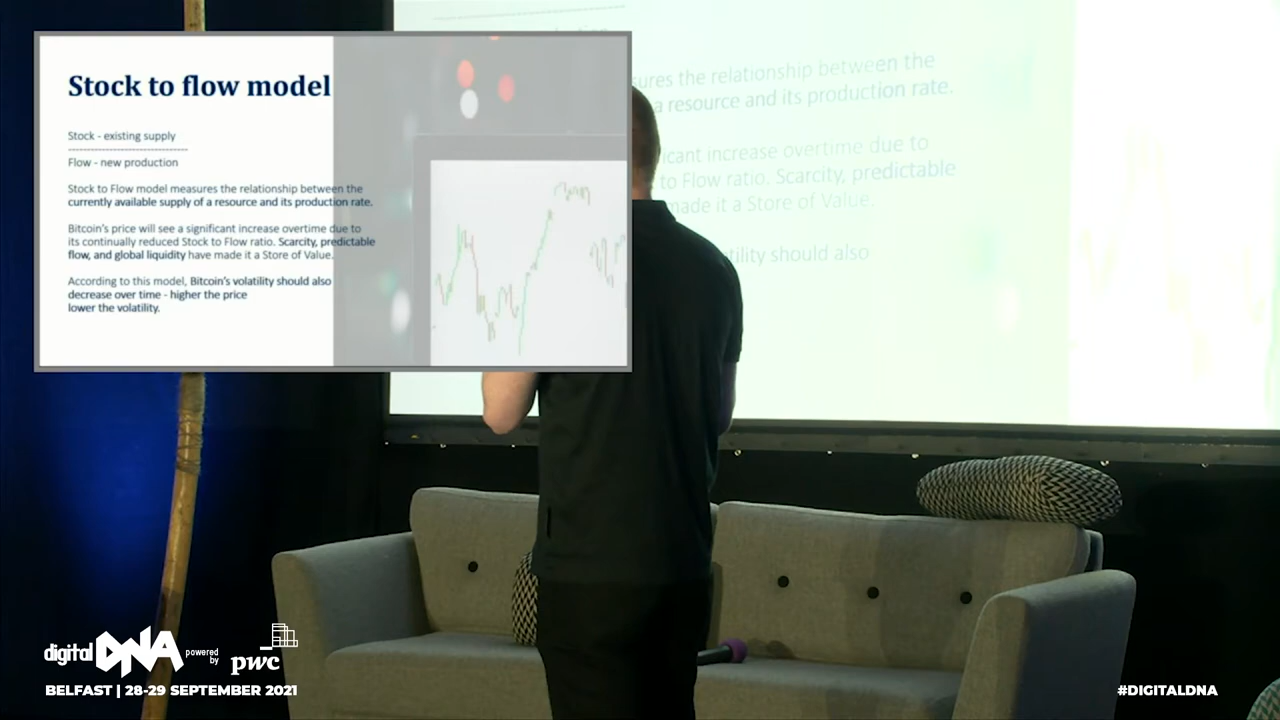 Stock to flow model
Stock - existing supply
------------------------------
Flow - new production
Stock to Flow model measures the relationship between the
currently available supply of a resource and its production rate.
Bitcoin's price will see a significant increase overtime due to
its continually reduced Stock to Flow ratio. Scarcity, predictable
flow, and global liquidity have made it a Store of Value.
According to this model, Bitcoin's volatility should also
decrease over time - higher the price
lower the volatility.
sures the relationship between the
a resource and its production rate.
icant increase overtime due to
to Flow ratio. Scarcity, predictable
made it a Store of Value.
tility should also
digital DNA powered by pwc
BELFAST | 28-29 SEPTEMBER 2021
#DIGITALDNA